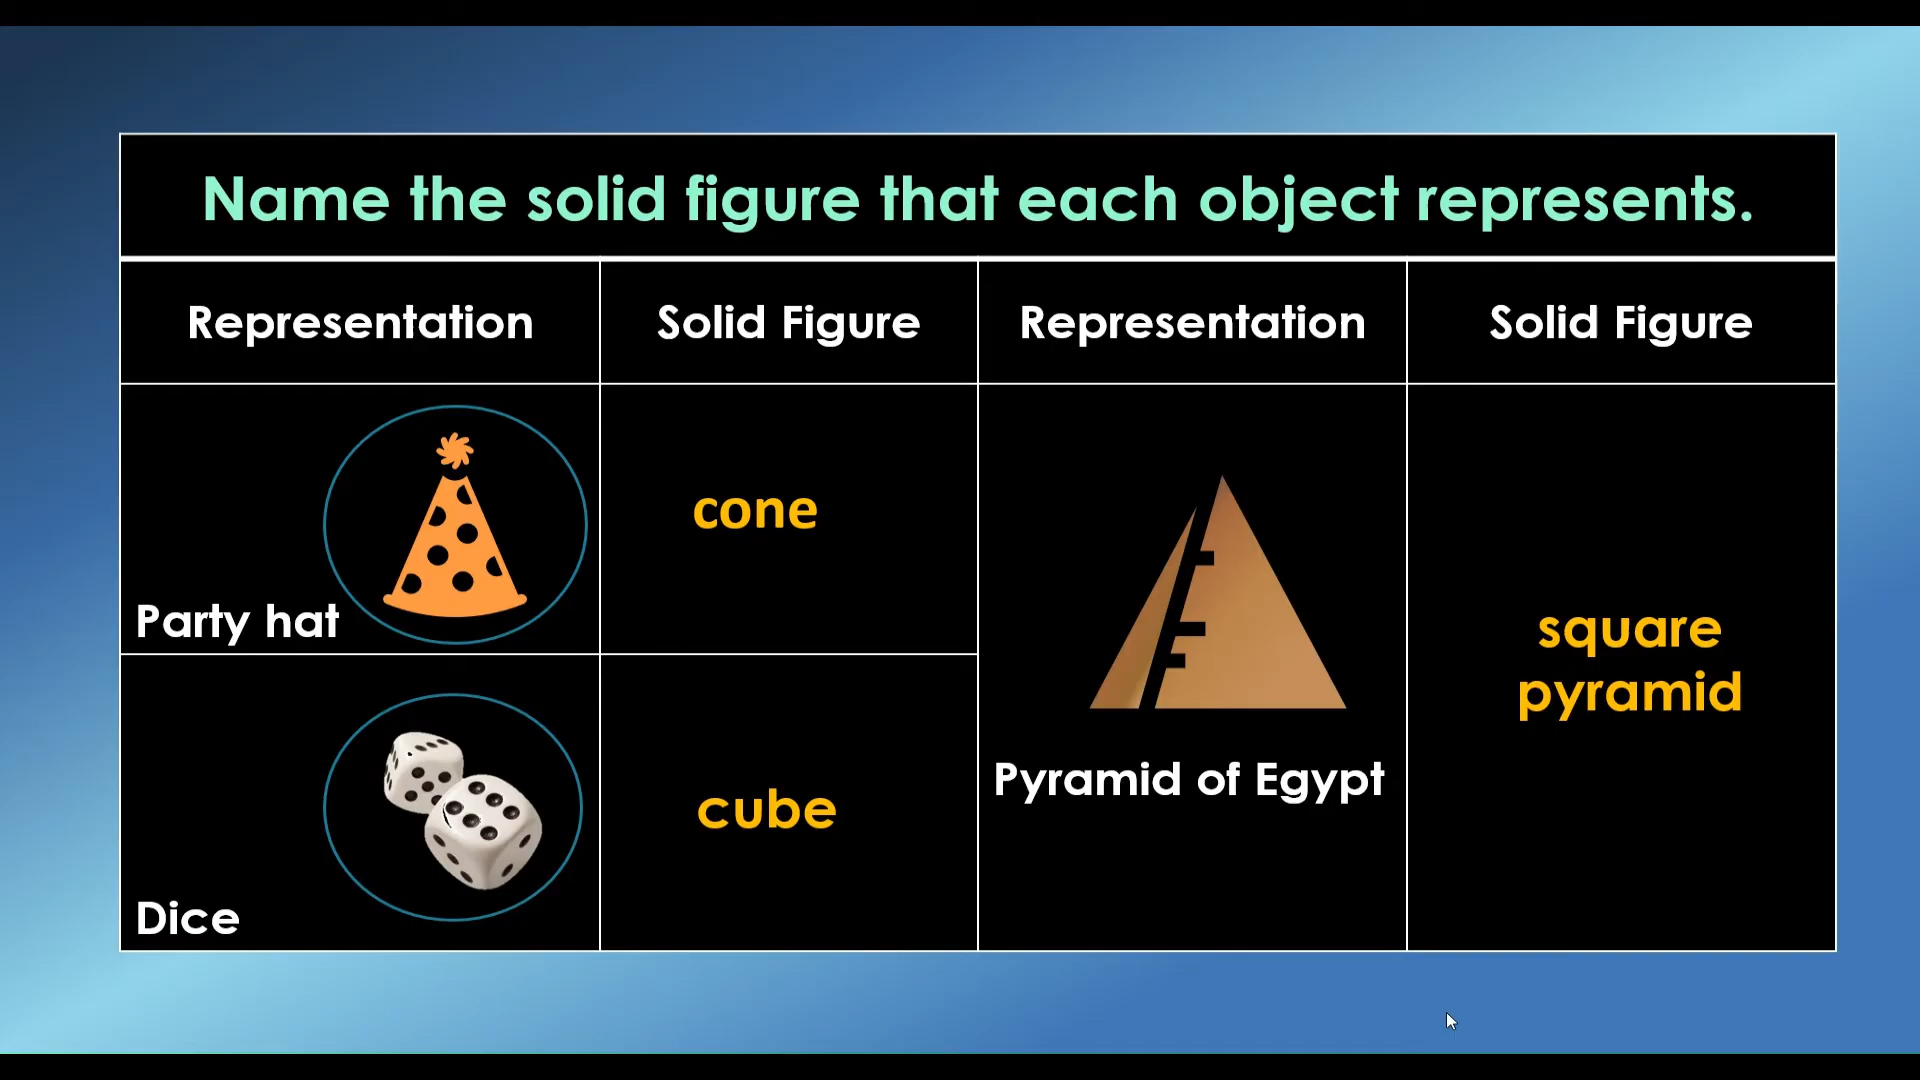 Name the solid figure that each object represents.
Representation
Solid Figure
Representation
Solid Figure
Party hat
cone
Dice
cube
Pyramid of Egypt
square
pyramid